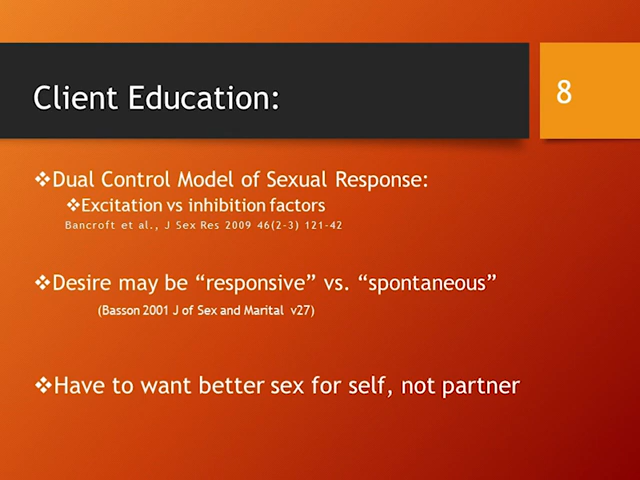 Client Education:
8
❖Dual Control Model of Sexual Response:
❖Excitation vs inhibition factors
Bancroft et al., J Sex Res 2009 46(2-3) 121-42
❖Desire may be “responsive” vs. “spontaneous”
(Basson 2001 J of Sex and Marital v27)
❖Have to want better sex for self, not partner